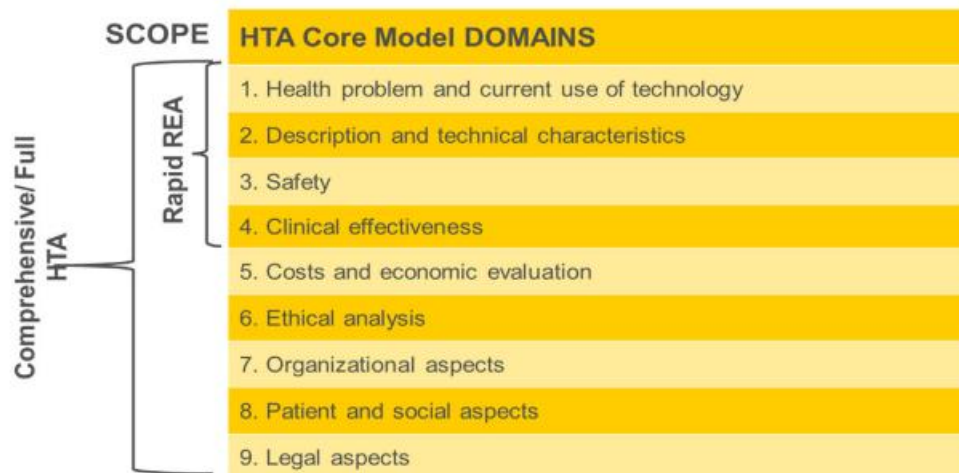 SCOPE
HTA Core Model DOMAINS
Comprehensive/ Full
HTA
Rapid REA
1. Health problem and current use of technology
2. Description and technical characteristics
3. Safety
4. Clinical effectiveness
5. Costs and economic evaluation
6. Ethical analysis
7. Organizational aspects
8. Patient and social aspects
9. Legal aspects